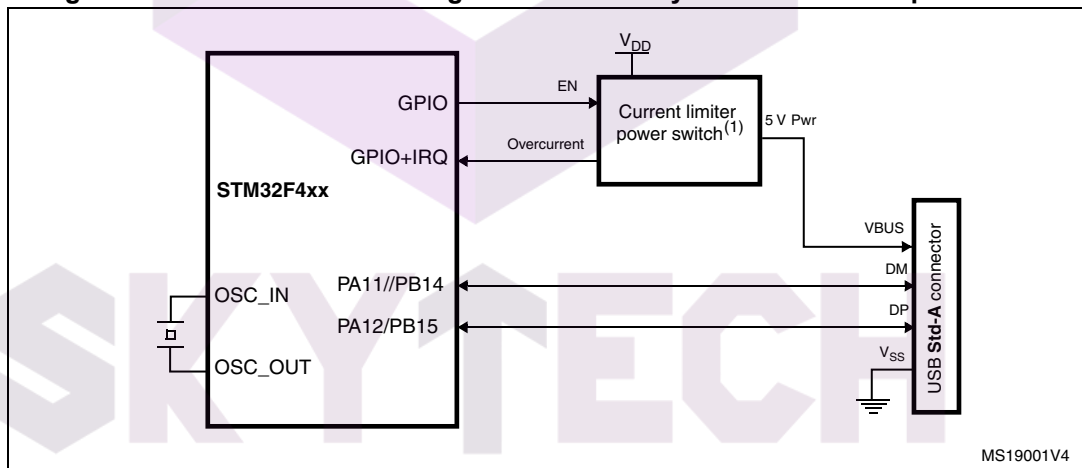 V_DD
GPIO
EN
Current limiter
power switch(1)
5 V Pwr
GPIO+IRQ
Overcurrent
STM32F4xx
VBUS
PA11//PB14
DM
OSC_IN
PA12/PB15
DP
OSC_OUT
V_SS
USB Std-A connector
SKYTECH
MS19001V4